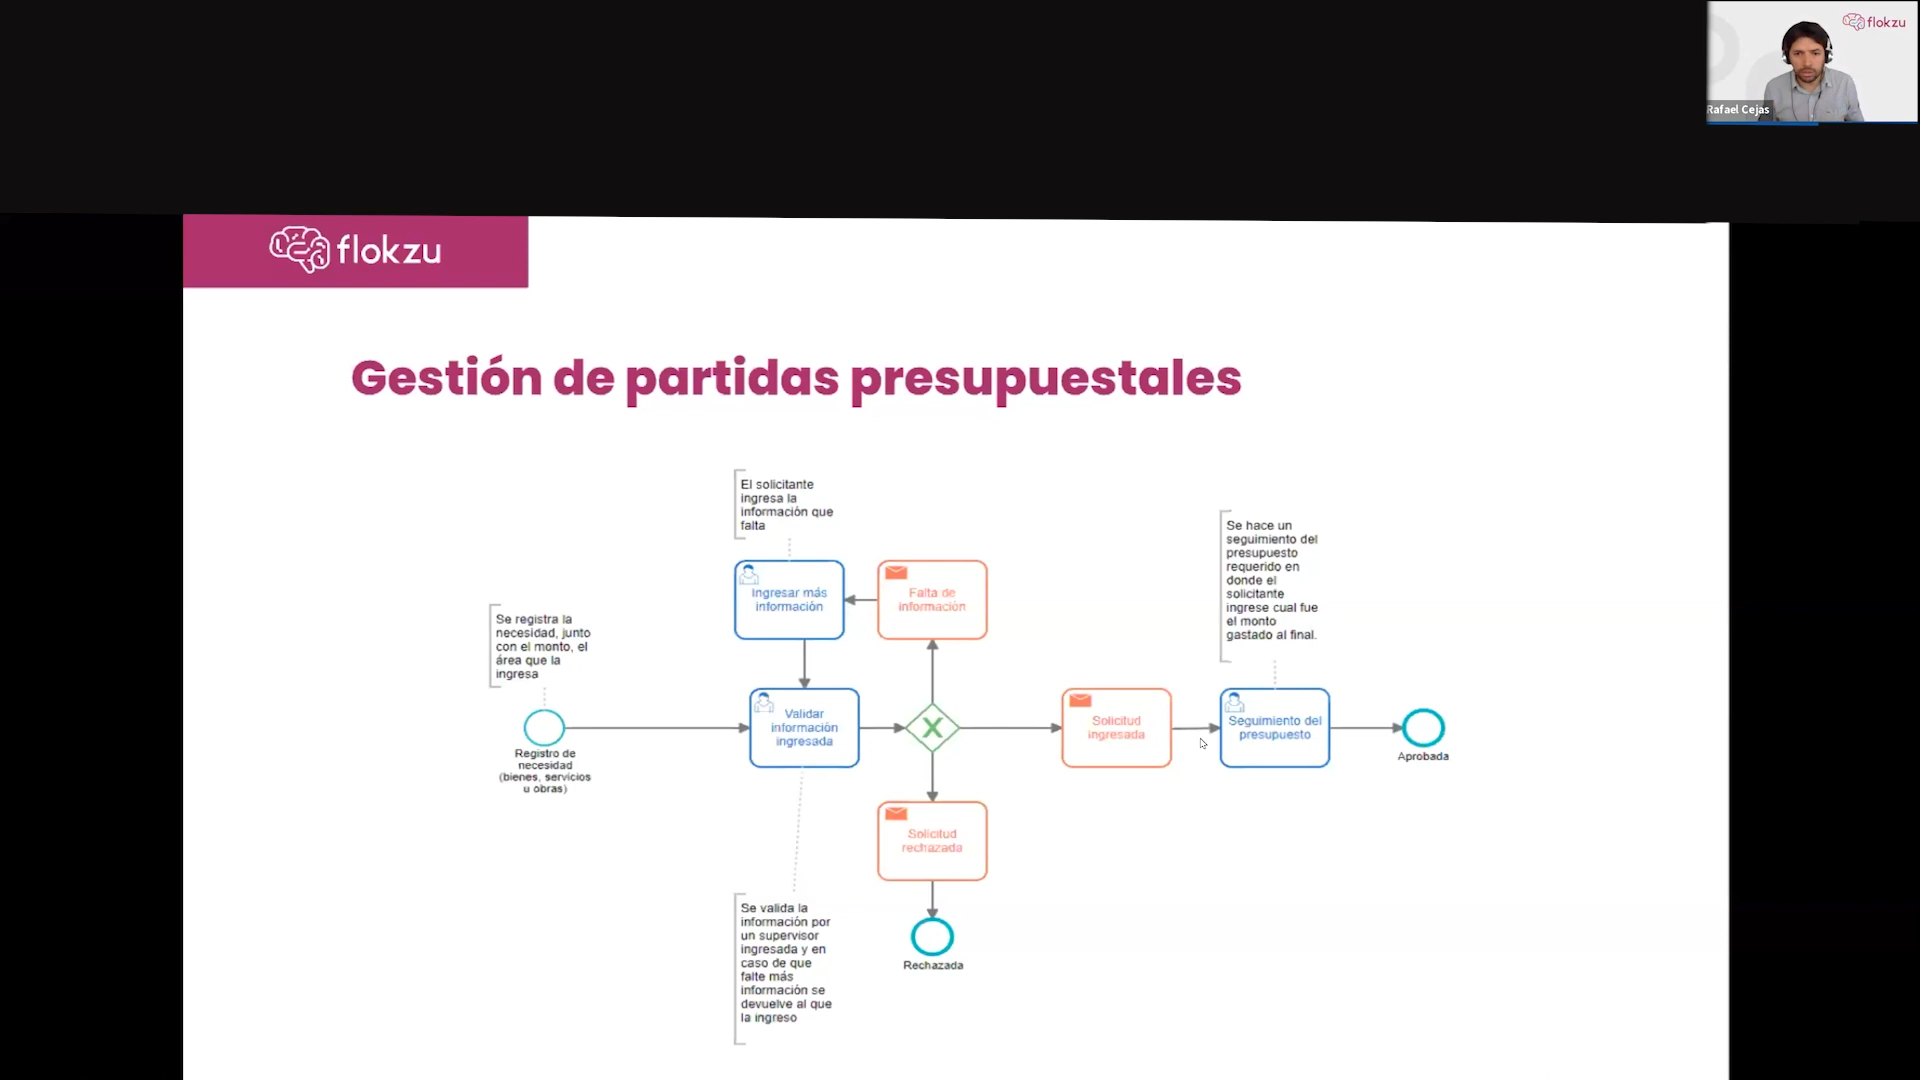 flokzu
Rafael Cejas
flokzu
Gestión de partidas presupuestales
El solicitante
ingresa la
información que
falta
Se hace un
seguimiento del
presupuesto
requerido en
donde el
solicitante
ingrese cual fue
el monto
gastado al final.
Ingresar más
información
Falta de
información
Se registra la
necesidad, junto
con el monto, el
área que la
ingresa
Registro de
necesidad
(bienes, servicios
u obras)
Validar
información
ingresada
X
Solicitud
ingresada
Seguimiento del
presupuesto
Aprobada
Solicitud
rechazada
Rechazada
Se valida la
información por
un supervisor
ingresada y en
caso de que
falte más
información se
devuelve al que
la ingreso